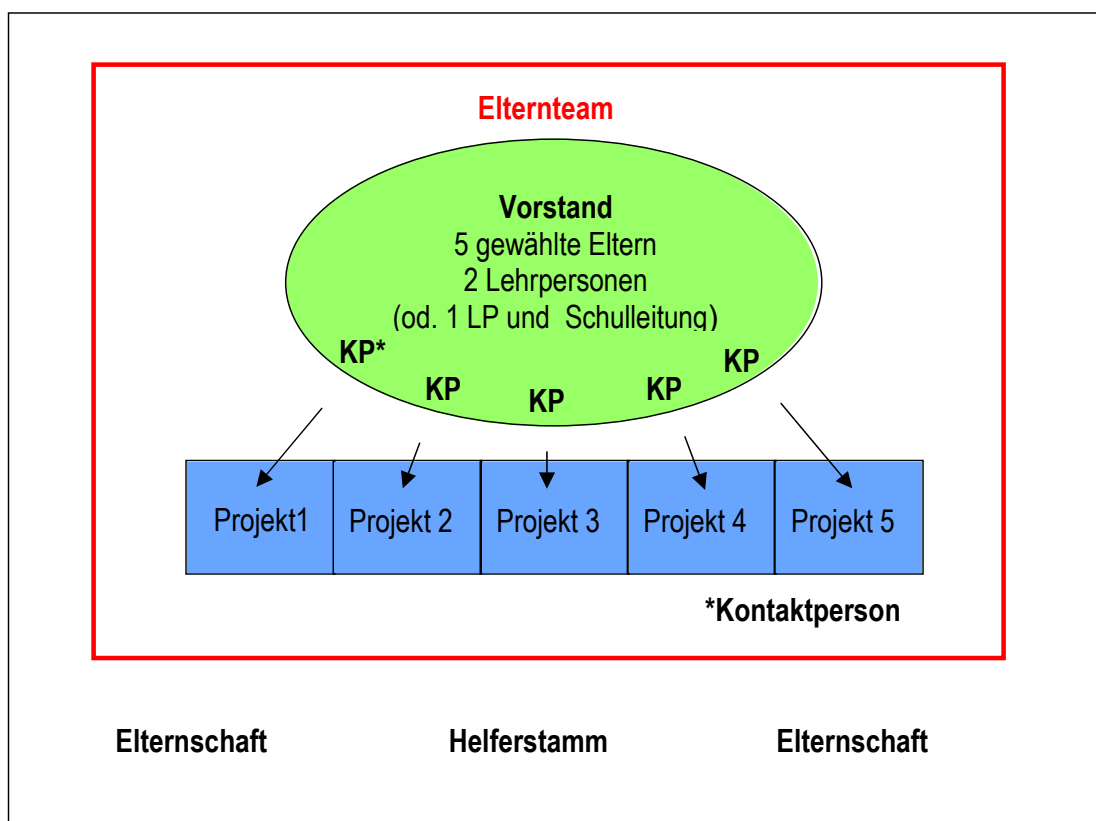 Elternteam
Vorstand
5 gewählte Eltern
2 Lehrpersonen
(od. 1 LP und  Schulleitung)
KP*
KP
KP
KP
KP
Projekt1
Projekt 2
Projekt 3
Projekt 4
Projekt 5
*Kontaktperson
Elternschaft
Helferstamm
Elternschaft